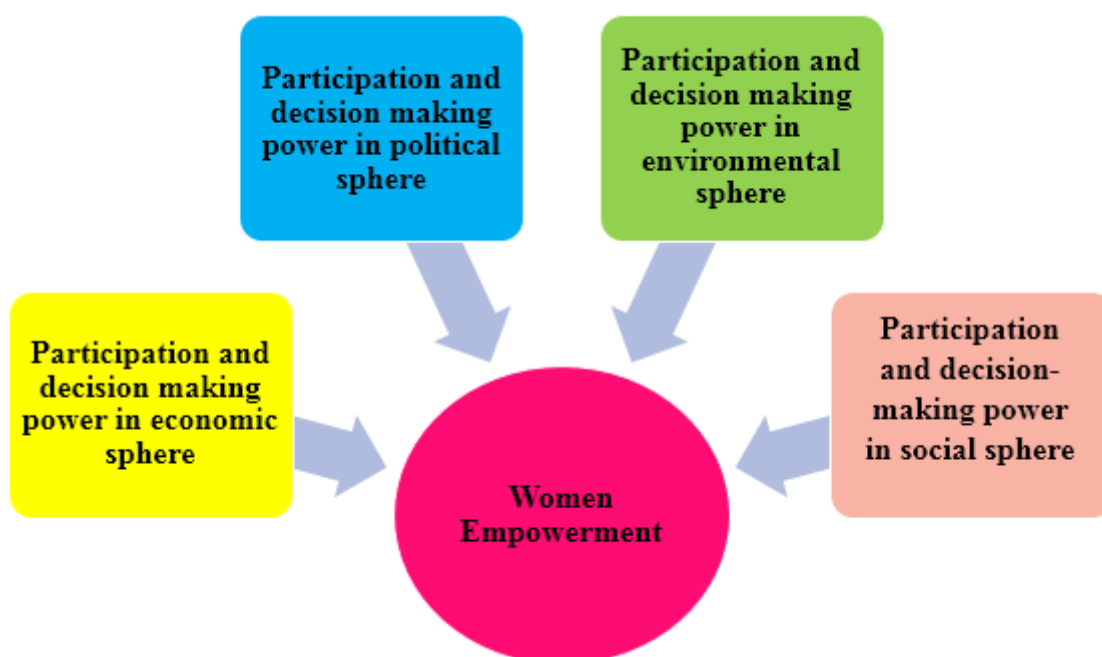 Participation and
decision making
power in political
sphere
Participation and
decision making
power in
environmental
sphere
Participation and
decision making
power in economic
sphere
Participation
and decision-
making power
in social sphere
Women
Empowerment